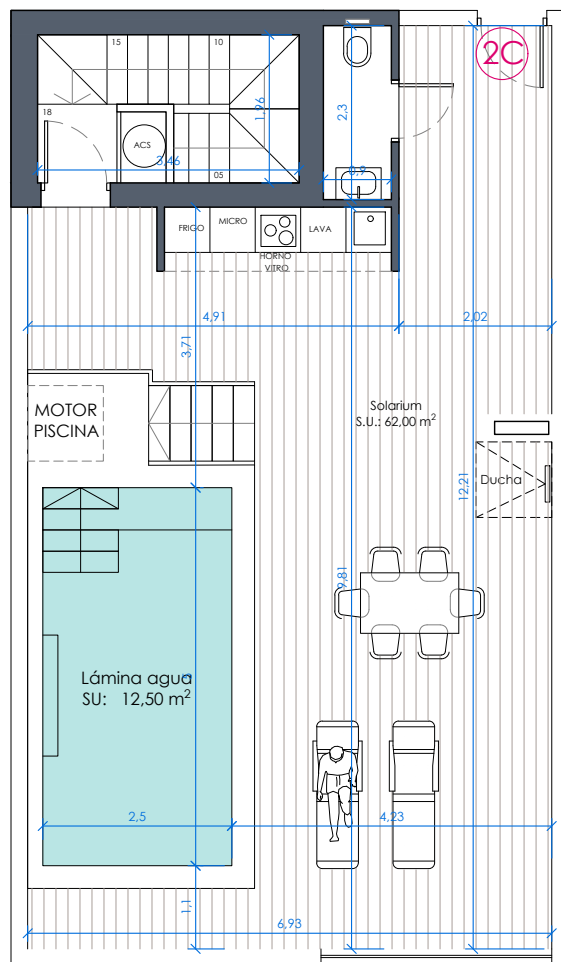 2C
15
10
2,3
1,96
18
ACS
3,46
05
0,9
FRIGO
MICRO
LAVA
HORNO
VITRO
4,91
2,02
3,71
MOTOR
PISCINA
Solarium
S.U.: 62,00 m²
Ducha
12,21
9,81
5
Lámina agua
SU: 12,50 m²
2,5
4,23
1,1
6,93